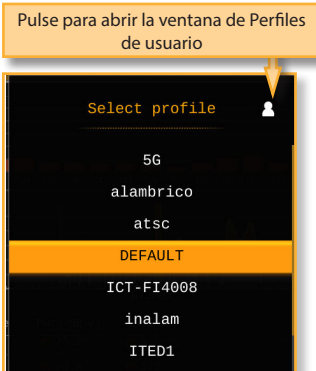 Pulse para abrir la ventana de Perfiles
de usuario
Select profile
5G
alambrico
atsc
DEFAULT
ICT-FI4008
inalam
ITED1